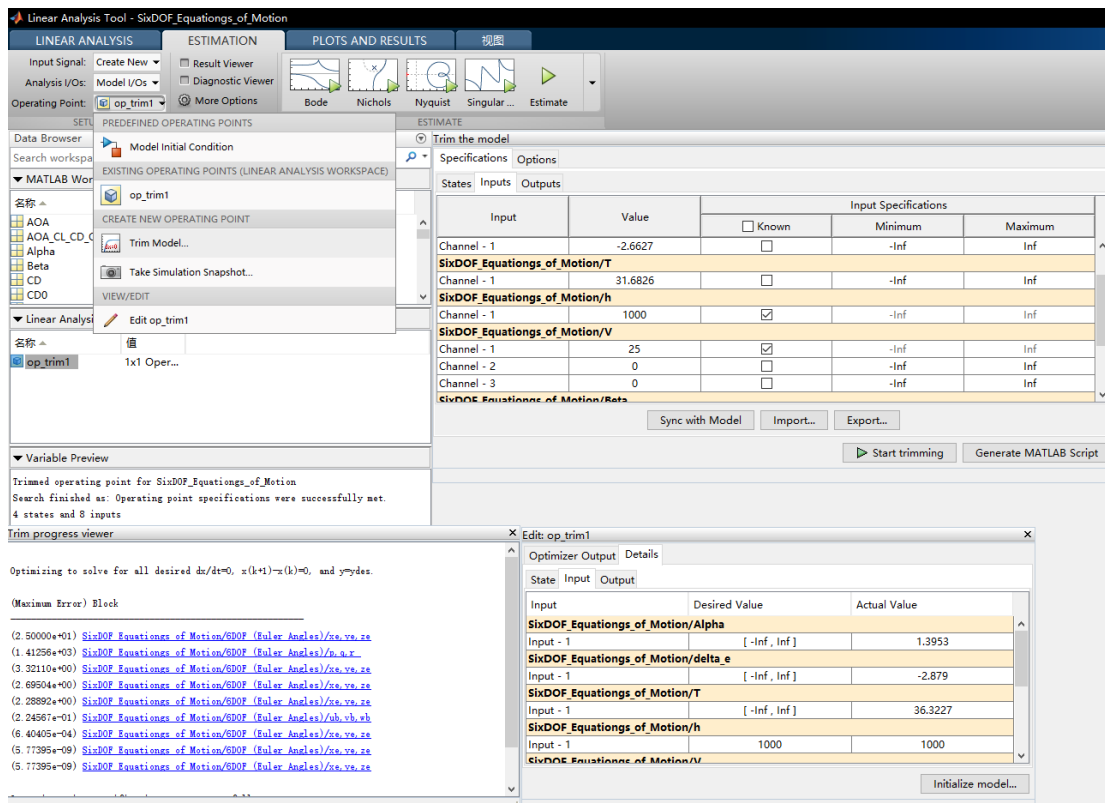 Linear Analysis Tool - SixDOF_Equationgs_of_Motion
LINEAR ANALYSIS ESTIMATION PLOTS AND RESULTS 视图
Input Signal: Create New Result Viewer
Analysis I/Os: Model I/Os Diagnostic Viewer
Operating Point: op_trim1 More Options Bode Nichols Nyquist Singular ... Estimate
SETU ESTIMATE
PREDEFINED OPERATING POINTS
Model Initial Condition
EXISTING OPERATING POINTS (LINEAR ANALYSIS WORKSPACE)
op_trim1
CREATE NEW OPERATING POINT
Trim Model...
Take Simulation Snapshot...
VIEW/EDIT
Edit op_trim1
Data Browser
Search workspa
MATLAB Wor
名称
AOA
AOA_CL_CD_C
Alpha
Beta
CD
CD0
Linear Analysi
名称 值
op_trim1 1x1 Oper...
Variable Preview
Trimmed operating point for SixDOF_Equationgs_of_Motion
Search finished as: Operating point specifications were successfully met.
4 states and 8 inputs
Trim the model
Specifications Options
States Inputs Outputs
Input Value Input Specifications
Known Minimum Maximum
Channel - 1 -2.6627 -Inf Inf
SixDOF_Equationgs_of_Motion/T
Channel - 1 31.6826 -Inf Inf
SixDOF_Equationgs_of_Motion/h
Channel - 1 1000 -Inf Inf
SixDOF_Equationgs_of_Motion/V
Channel - 1 25 -Inf Inf
Channel - 2 0 -Inf Inf
Channel - 3 0 -Inf Inf
SixDOF_Equationgs_of_Motion/Beta
Sync with Model Import... Export...
Start trimming Generate MATLAB Script
Trim progress viewer
Optimizing to solve for all desired dx/dt=0, x(k+1)-x(k)=0, and y=ydes.
(Maximum Error) Block
(2.50000e+01) SixDOF Equationgs of Motion/6DOF (Euler Angles)/xe,ye,ze
(1.41256e+03) SixDOF Equationgs of Motion/6DOF (Euler Angles)/p,q,r
(3.32110e+00) SixDOF Equationgs of Motion/6DOF (Euler Angles)/xe,ye,ze
(2.69504e+00) SixDOF Equationgs of Motion/6DOF (Euler Angles)/xe,ye,ze
(2.28892e+00) SixDOF Equationgs of Motion/6DOF (Euler Angles)/xe,ye,ze
(2.24567e-01) SixDOF Equationgs of Motion/6DOF (Euler Angles)/ub,vb,wb
(6.40405e-04) SixDOF Equationgs of Motion/6DOF (Euler Angles)/xe,ye,ze
(5.77395e-09) SixDOF Equationgs of Motion/6DOF (Euler Angles)/xe,ye,ze
(5.77395e-09) SixDOF Equationgs of Motion/6DOF (Euler Angles)/xe,ye,ze
Edit: op_trim1
Optimizer Output Details
State Input Output
Input Desired Value Actual Value
SixDOF_Equationgs_of_Motion/Alpha
Input - 1 [ -Inf , Inf ] 1.3953
SixDOF_Equationgs_of_Motion/delta_e
Input - 1 [ -Inf , Inf ] -2.879
SixDOF_Equationgs_of_Motion/T
Input - 1 [ -Inf , Inf ] 36.3227
SixDOF_Equationgs_of_Motion/h
Input - 1 1000 1000
SixDOF_Equationgs_of_Motion/V
Initialize model...